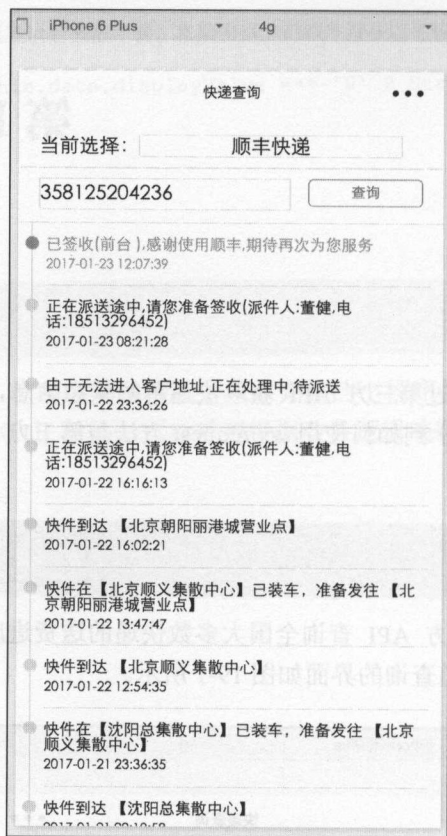 iPhone 6 Plus 4g
快递查询 •••
当前选择: 顺丰快递
358125204236 查询
已签收(前台),感谢使用顺丰,期待再次为您服务
2017-01-23 12:07:39
正在派送途中,请您准备签收(派件人:董健,电
话:18513296452)
2017-01-23 08:21:28
由于无法进入客户地址,正在处理中,待派送
2017-01-22 23:36:26
正在派送途中,请您准备签收(派件人:董健,电
话:18513296452)
2017-01-22 16:16:13
快件到达 【北京朝阳丽港城营业点】
2017-01-22 16:02:21
快件在【北京顺义集散中心】已装车，准备发往 【北
京朝阳丽港城营业点】
2017-01-22 13:47:47
快件到达 【北京顺义集散中心】
2017-01-22 12:54:35
快件在【沈阳总集散中心】已装车，准备发往 【北京
顺义集散中心】
2017-01-21 23:36:35
快件到达 【沈阳总集散中心】